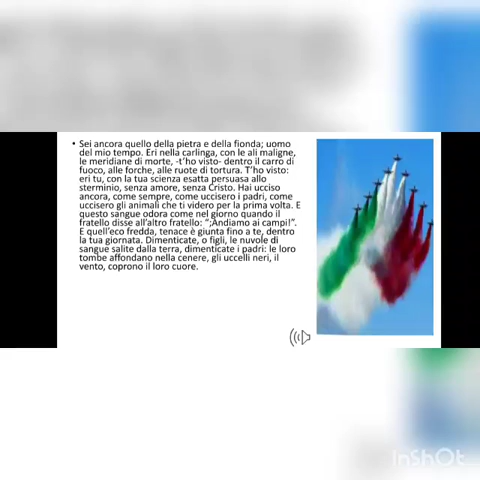 • Sei ancora quello della pietra e della fionda; uomo
del mio tempo. Eri nella carlinga, con le ali maligne,
le meridiane di morte, -t'ho visto- dentro il carro di
fuoco, alle forche, alle ruote di tortura. T'ho visto:
eri tu, con la tua scienza esatta persuasa allo
sterminio, senza amore, senza Cristo. Hai ucciso
ancora, come sempre, come uccisero i padri, come
uccisero gli animali che ti videro per la prima volta. E
questo sangue odora come nel giorno quando il
fratello disse all'altro fratello: ";Andiamo ai campi!".
E quell'eco fredda, tenace è giunta fino a te, dentro
la tua giornata. Dimenticate, o figli, le nuvole di
sangue salite dalla terra, dimenticate i padri: le loro
tombe affondano nella cenere, gli uccelli neri, il
vento, coprono il loro cuore.
InShOt